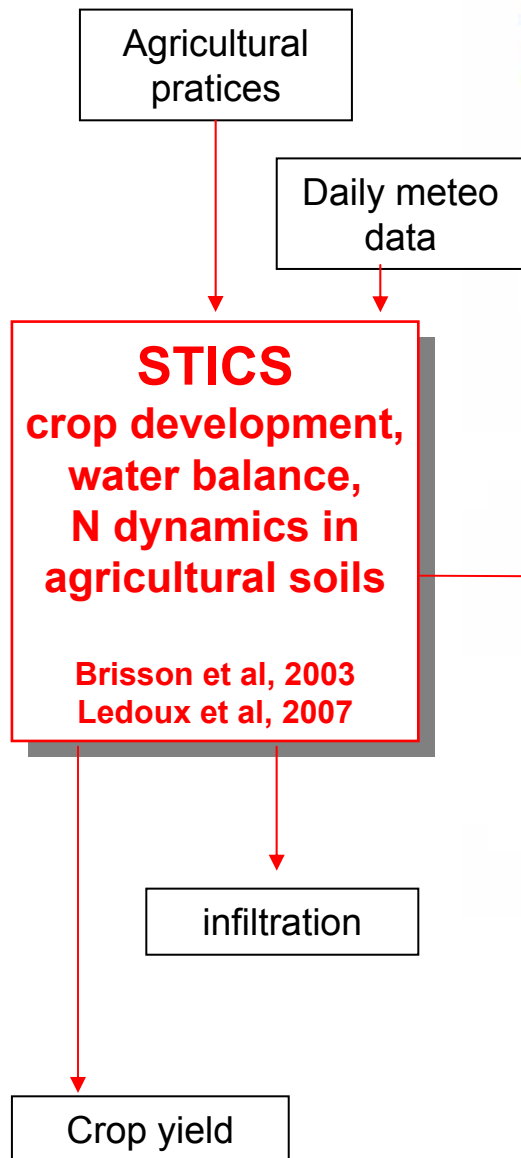 Agricultural
pratices
Daily meteo
data
STICS
crop development,
water balance,
N dynamics in
agricultural soils
Brisson et al, 2003
Ledoux et al, 2007
infiltration
Crop yield